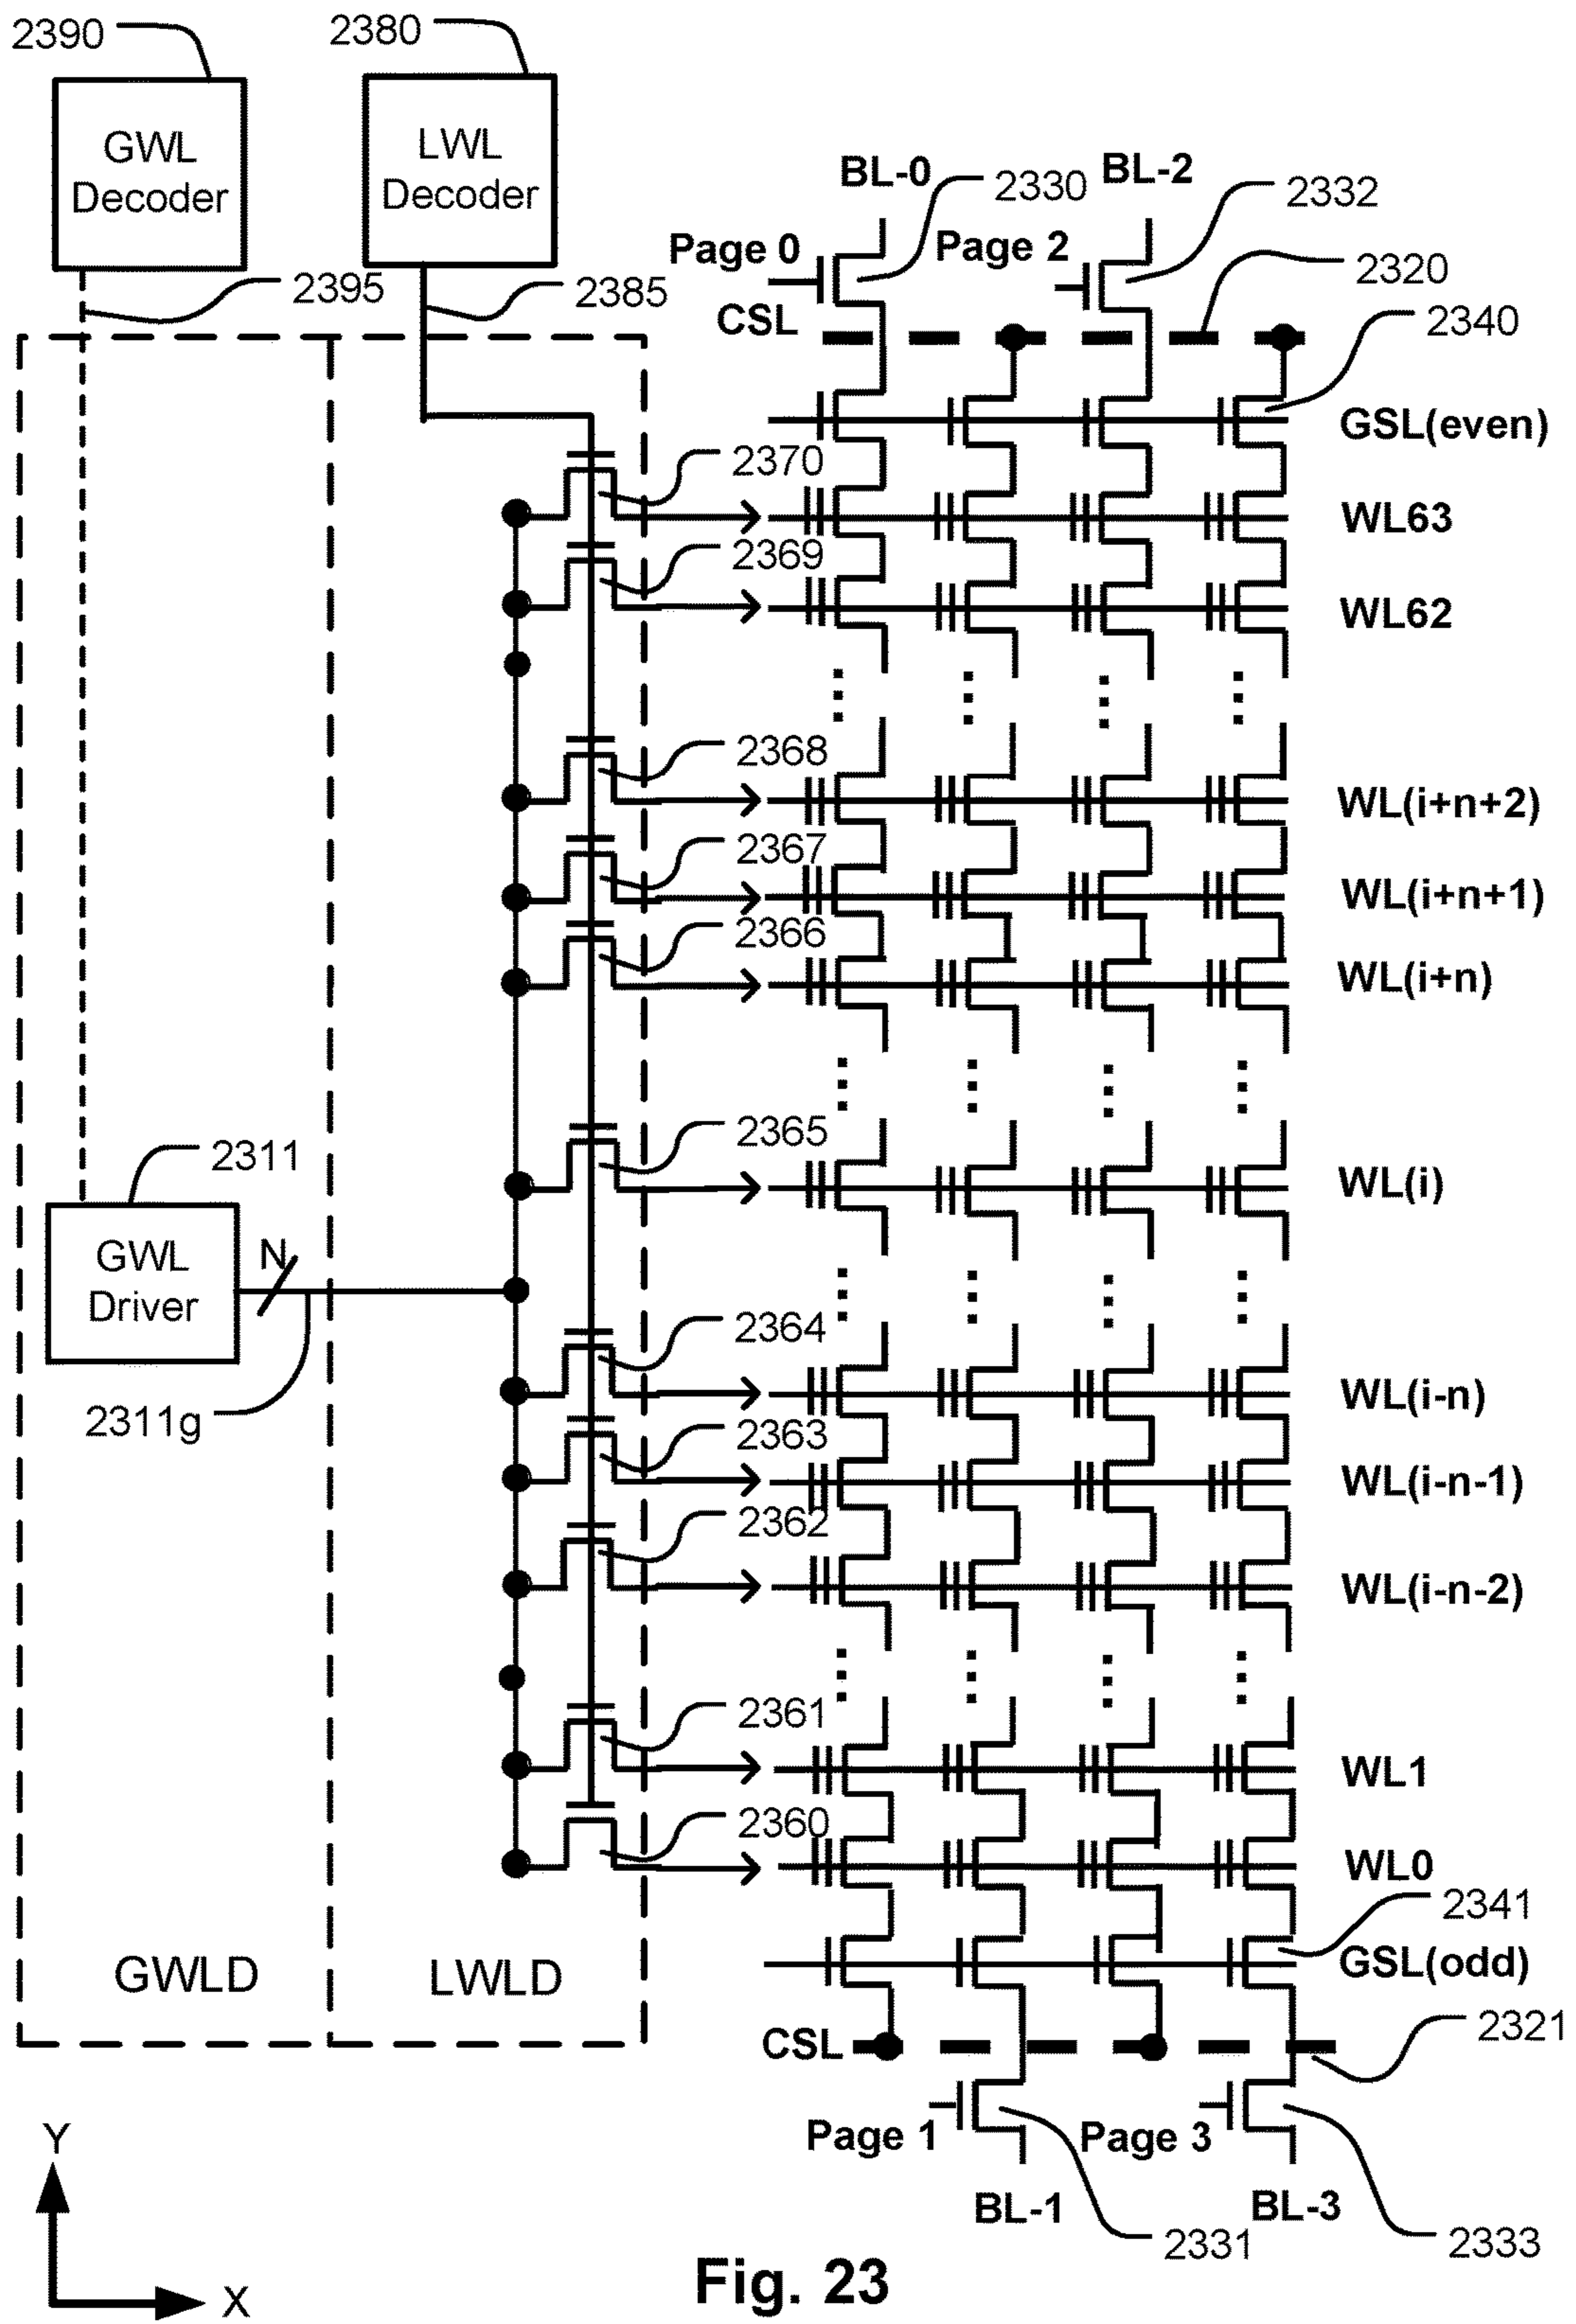 2390
2380
GWL
Decoder
LWL
Decoder
BL-0
2330
BL-2
2332
Page 0
Page 2
2395
2385
2320
CSL
2340
GSL(even)
2370
WL63
2369
WL62
2368
WL(i+n+2)
2367
WL(i+n+1)
2366
WL(i+n)
2365
2311
WL(i)
GWL
Driver
N
2364
WL(i-n)
2311g
2363
WL(i-n-1)
2362
WL(i-n-2)
2361
WL1
2360
WL0
2341
GWLD
LWLD
GSL(odd)
2321
CSL
Page 1
Page 3
Y
BL-1
BL-3
2331
2333
X
Fig. 23